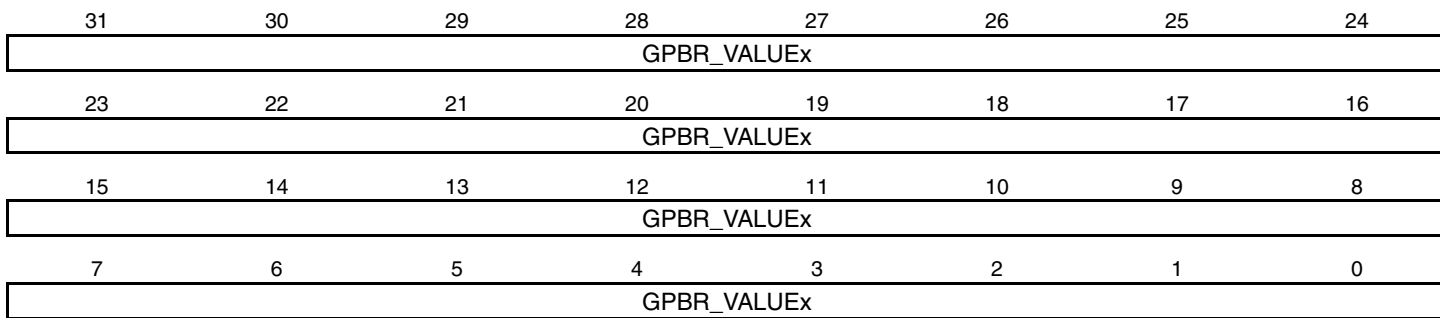 31 30 29 28 27 26 25 24
GPBR_VALUEx
23 22 21 20 19 18 17 16
GPBR_VALUEx
15 14 13 12 11 10 9 8
GPBR_VALUEx
7 6 5 4 3 2 1 0
GPBR_VALUEx